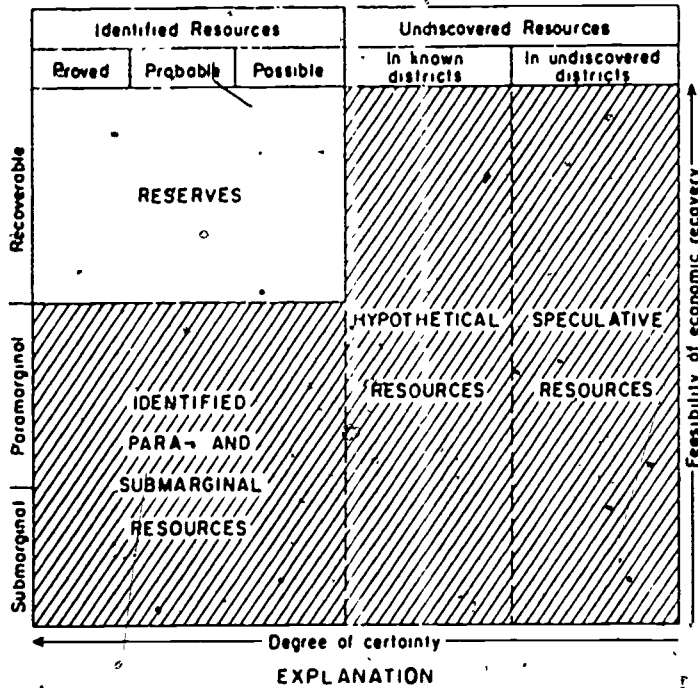 Identified Resources
Undiscovered Resources
Proved
Probable
Possible
In known
districts
In undiscovered
districts
Recoverable
Paramarginal
Submarginal
RESERVES
IDENTIFIED
PARA- AND
SUBMARGINAL
RESOURCES
HYPOTHETICAL
RESOURCES
SPECULATIVE
RESOURCES
Feasibility of economic recovery
Degree of certainty
EXPLANATION